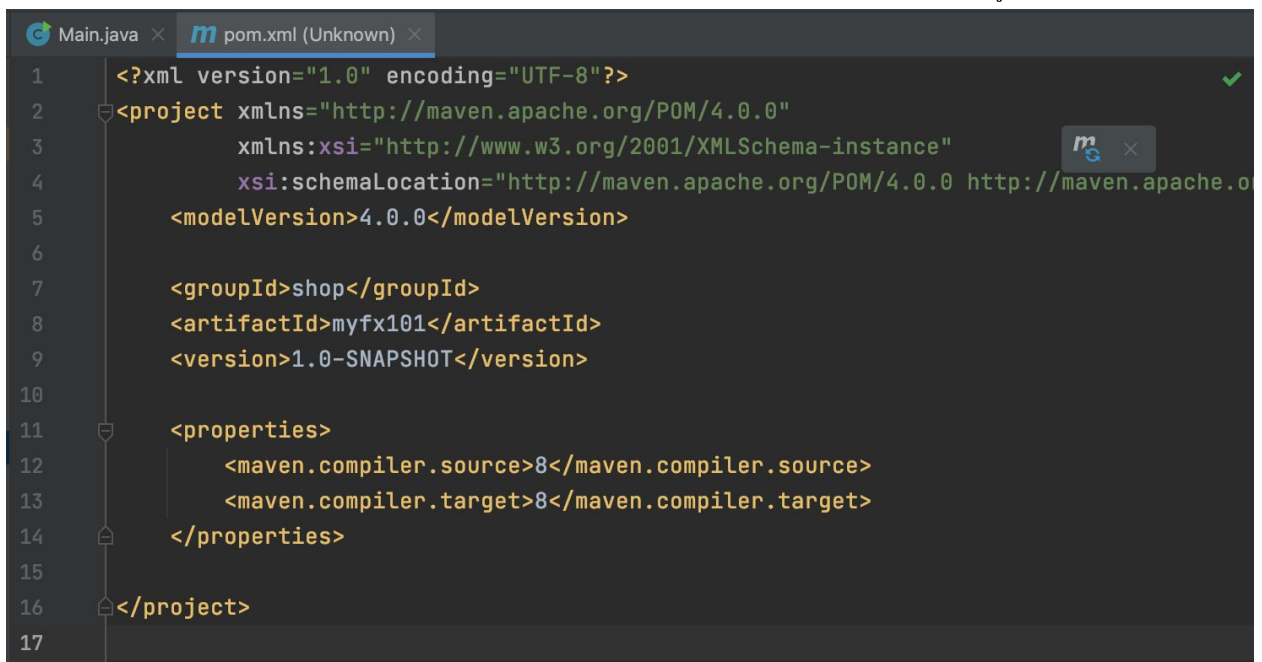 Main.java
pom.xml (Unknown)
1 <?xml version="1.0" encoding="UTF-8"?>
2 <project xmlns="http://maven.apache.org/POM/4.0.0"
3 xmlns:xsi="http://www.w3.org/2001/XMLSchema-instance"
4 xsi:schemaLocation="http://maven.apache.org/POM/4.0.0 http://maven.apache.o
5 <modelVersion>4.0.0</modelVersion>
6
7 <groupId>shop</groupId>
8 <artifactId>myfx101</artifactId>
9 <version>1.0-SNAPSHOT</version>
10
11 <properties>
12 <maven.compiler.source>8</maven.compiler.source>
13 <maven.compiler.target>8</maven.compiler.target>
14 </properties>
15
16 </project>
17